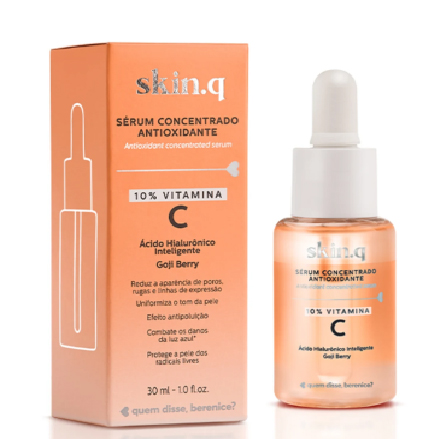 skin.q
SÉRUM CONCENTRADO
ANTIOXIDANTE
Antioxidant concentrated serum
10% VITAMINA
C
Ácido Hialurônico
Inteligente
Goji Berry
Reduz a aparência de poros,
rugas e linhas de expressão
Uniformiza o tom da pele
Efeito antipoluição
Combate os danos
da luz azul*
Protege a pele dos
radicais livres
30 ml - 1.0 fl.oz.
quem disse, berenice?
skin.q
SÉRUM CONCENTRADO
ANTIOXIDANTE
Antioxidant concentrated serum
10% VITAMINA
C
Ácido Hialurônico Inteligente
Goji Berry
quem disse, berenice?